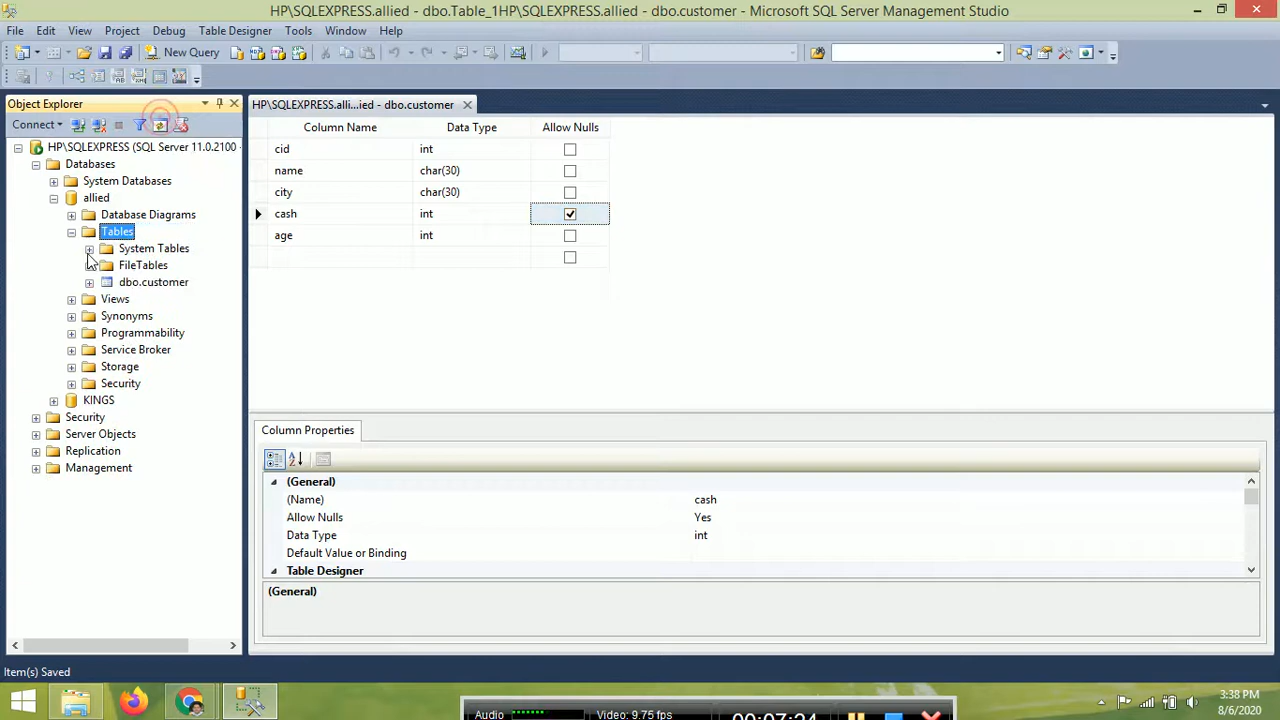 HP\SQLEXPRESS.allied - dbo.Table_1HP\SQLEXPRESS.allied - dbo.customer - Microsoft SQL Server Management Studio
File Edit View Project Debug Table Designer Tools Window Help
New Query
Object Explorer
HP\SQLEXPRESS.alli...ied - dbo.customer
Connect
Column Name Data Type Allow Nulls
HP\SQLEXPRESS (SQL Server 11.0.2100 -
Databases
System Databases
allied
Database Diagrams
Tables
System Tables
FileTables
dbo.customer
Views
Synonyms
Programmability
Service Broker
Storage
Security
KINGS
Security
Server Objects
Replication
Management
cid int
name char(30)
city char(30)
cash int
age int
Column Properties
(General)
(Name) cash
Allow Nulls Yes
Data Type int
Default Value or Binding
Table Designer
(General)
Item(s) Saved
Audio Video: 9.75 fps 00:07:24
3:38 PM
8/6/2020